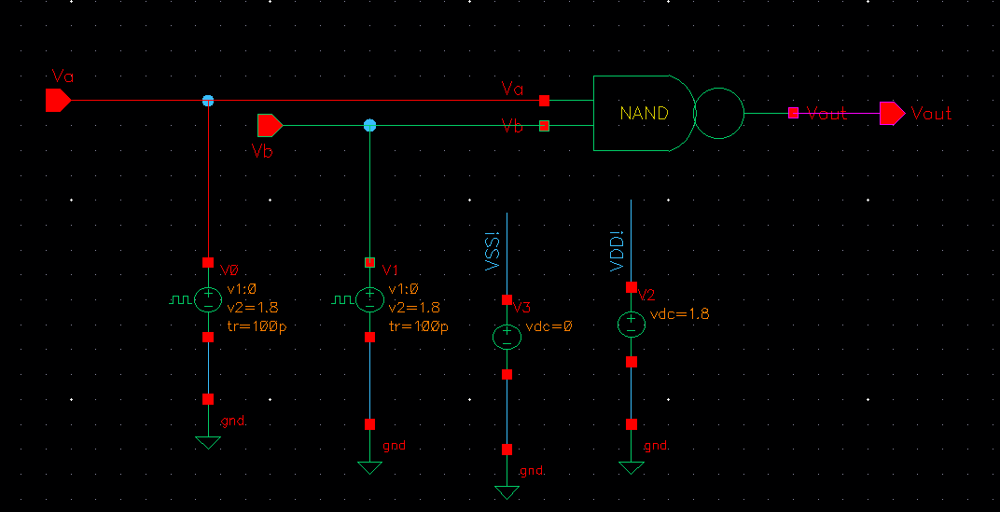 Va
Va
NAND
Vout
Vout
Vb
Vb
VSS!
VDD!
V0
v1:0
v2=1.8
tr=100p
V1
v1:0
v2=1.8
tr=100p
V3
vdc=0
V2
vdc=1.8
gnd
gnd
gnd
gnd